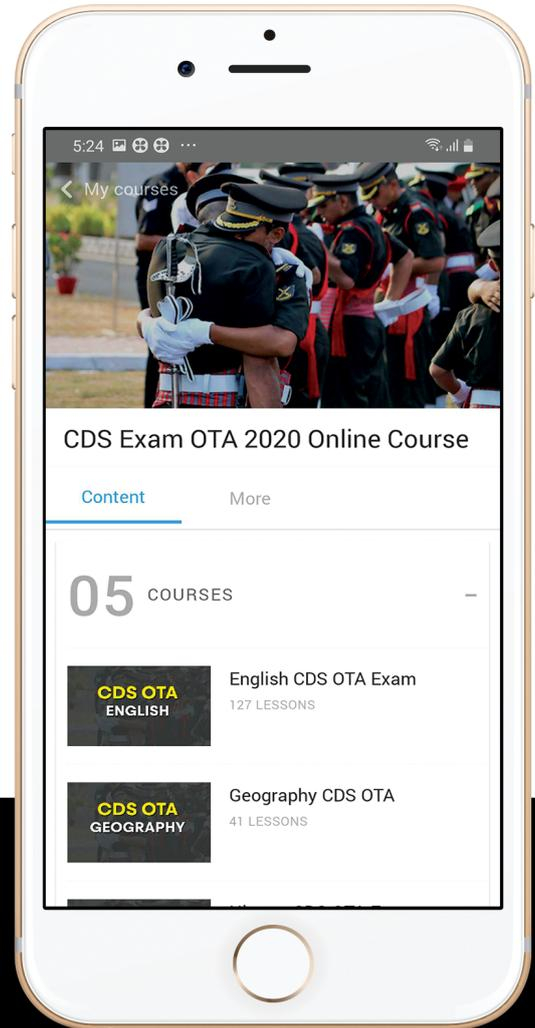 5:24
My courses
CDS Exam OTA 2020 Online Course
Content
More
05 COURSES
CDS OTA
ENGLISH
English CDS OTA Exam
127 LESSONS
CDS OTA
GEOGRAPHY
Geography CDS OTA
41 LESSONS